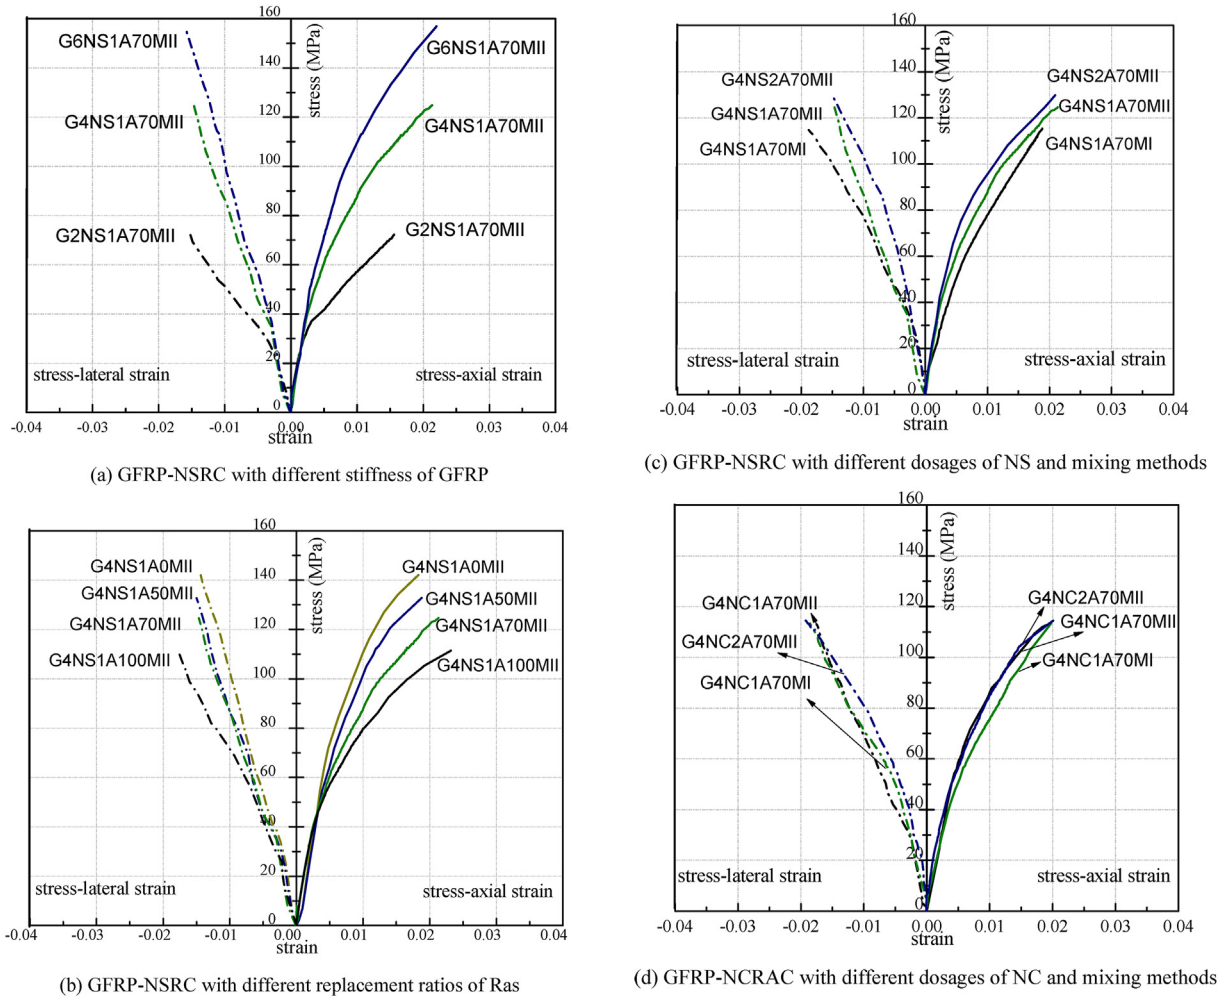 160
140
120
100
80
60
40
20
0
stress (MPa)
G6NS1A70MII
G6NS1A70MII
G4NS1A70MII
G4NS1A70MII
G2NS1A70MII
G2NS1A70MII
stress-lateral strain
stress-axial strain
-0.04 -0.03 -0.02 -0.01 0.00 0.01 0.02 0.03 0.04
strain
(a) GFRP-NSRC with different stiffness of GFRP
160
140
120
100
80
60
40
20
0
stress (MPa)
G4NS2A70MII
G4NS2A70MII
G4NS1A70MII
G4NS1A70MII
G4NS1A70MI
G4NS1A70MI
stress-lateral strain
stress-axial strain
-0.04 -0.03 -0.02 -0.01 0.00 0.01 0.02 0.03 0.04
strain
(c) GFRP-NSRC with different dosages of NS and mixing methods
160
140
120
100
80
60
40
20
0
stress (MPa)
G4NS1A0MII
G4NS1A0MII
G4NS1A50MII
G4NS1A50MII
G4NS1A70MII
G4NS1A70MII
G4NS1A100MII
G4NS1A100MII
stress-lateral strain
stress-axial strain
-0.04 -0.03 -0.02 -0.01 0.00 0.01 0.02 0.03 0.04
strain
(b) GFRP-NSRC with different replacement ratios of Ras
160
140
120
100
80
60
40
20
0
stress (MPa)
G4NC1A70MII
G4NC2A70MII
G4NC2A70MII
G4NC1A70MII
G4NC1A70MI
G4NC1A70MI
stress-lateral strain
stress-axial strain
-0.04 -0.03 -0.02 -0.01 0.00 0.01 0.02 0.03 0.04
strain
(d) GFRP-NCRAC with different dosages of NC and mixing methods